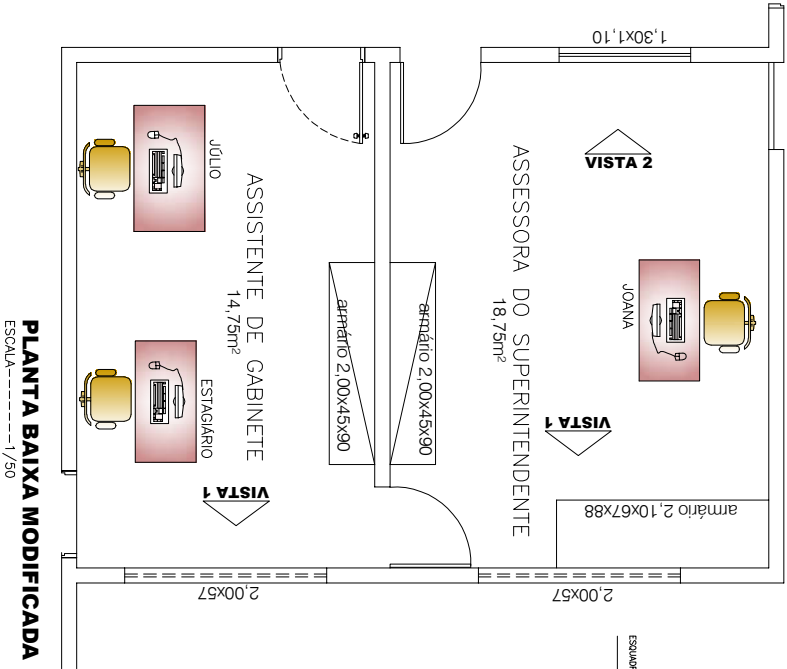 1,30x1,10
VISTA 2
JÚLIO
ASSISTENTE DE GABINETE
14,75m²
ASSESSORA DO SUPERINTENDENTE
18,75m²
JOANA
armário 2,00x45x90
armário 2,00x45x90
ESTAGIÁRIO
VISTA 1
VISTA 1
armário 2,10x67x88
2,00x57
2,00x57
PLANTA BAIXA MODIFICADA
ESCALA--------1/50